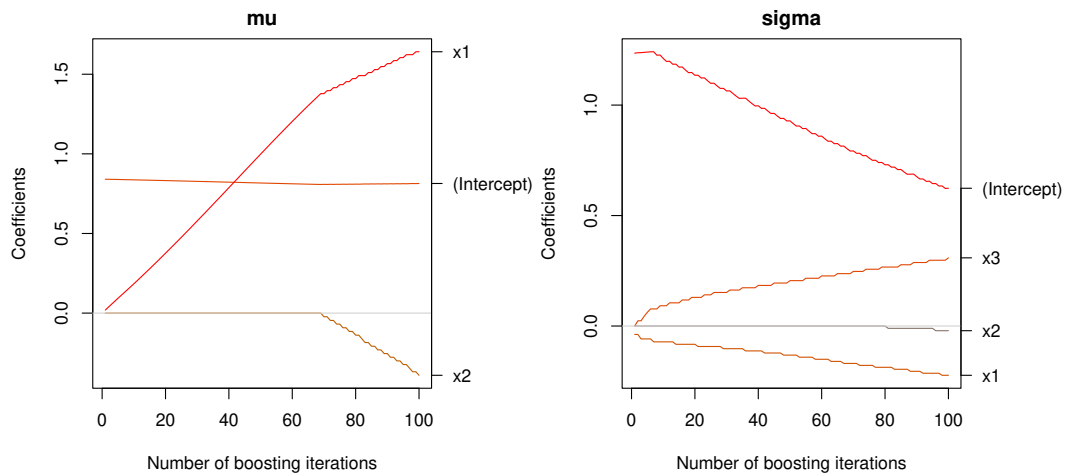 mu
sigma
Coefficients
0.0
0.5
1.0
1.5
x1
(Intercept)
x2
0
20
40
60
80
100
Number of boosting iterations
Coefficients
0.0
0.5
1.0
(Intercept)
x3
x2
x1
0
20
40
60
80
100
Number of boosting iterations